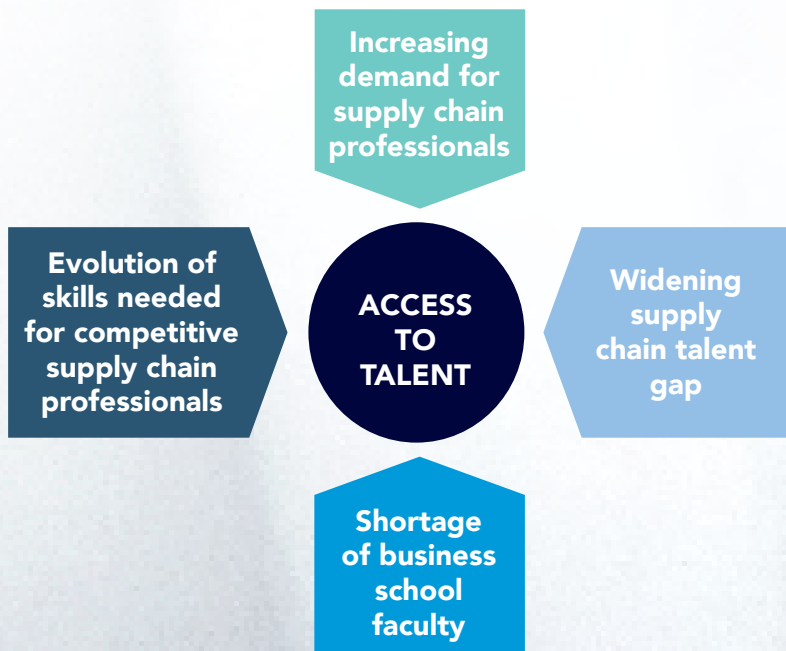 Increasing
demand for
supply chain
professionals
Evolution of
skills needed
for competitive
supply chain
professionals
ACCESS
TO
TALENT
Widening
supply
chain talent
gap
Shortage
of business
school
faculty